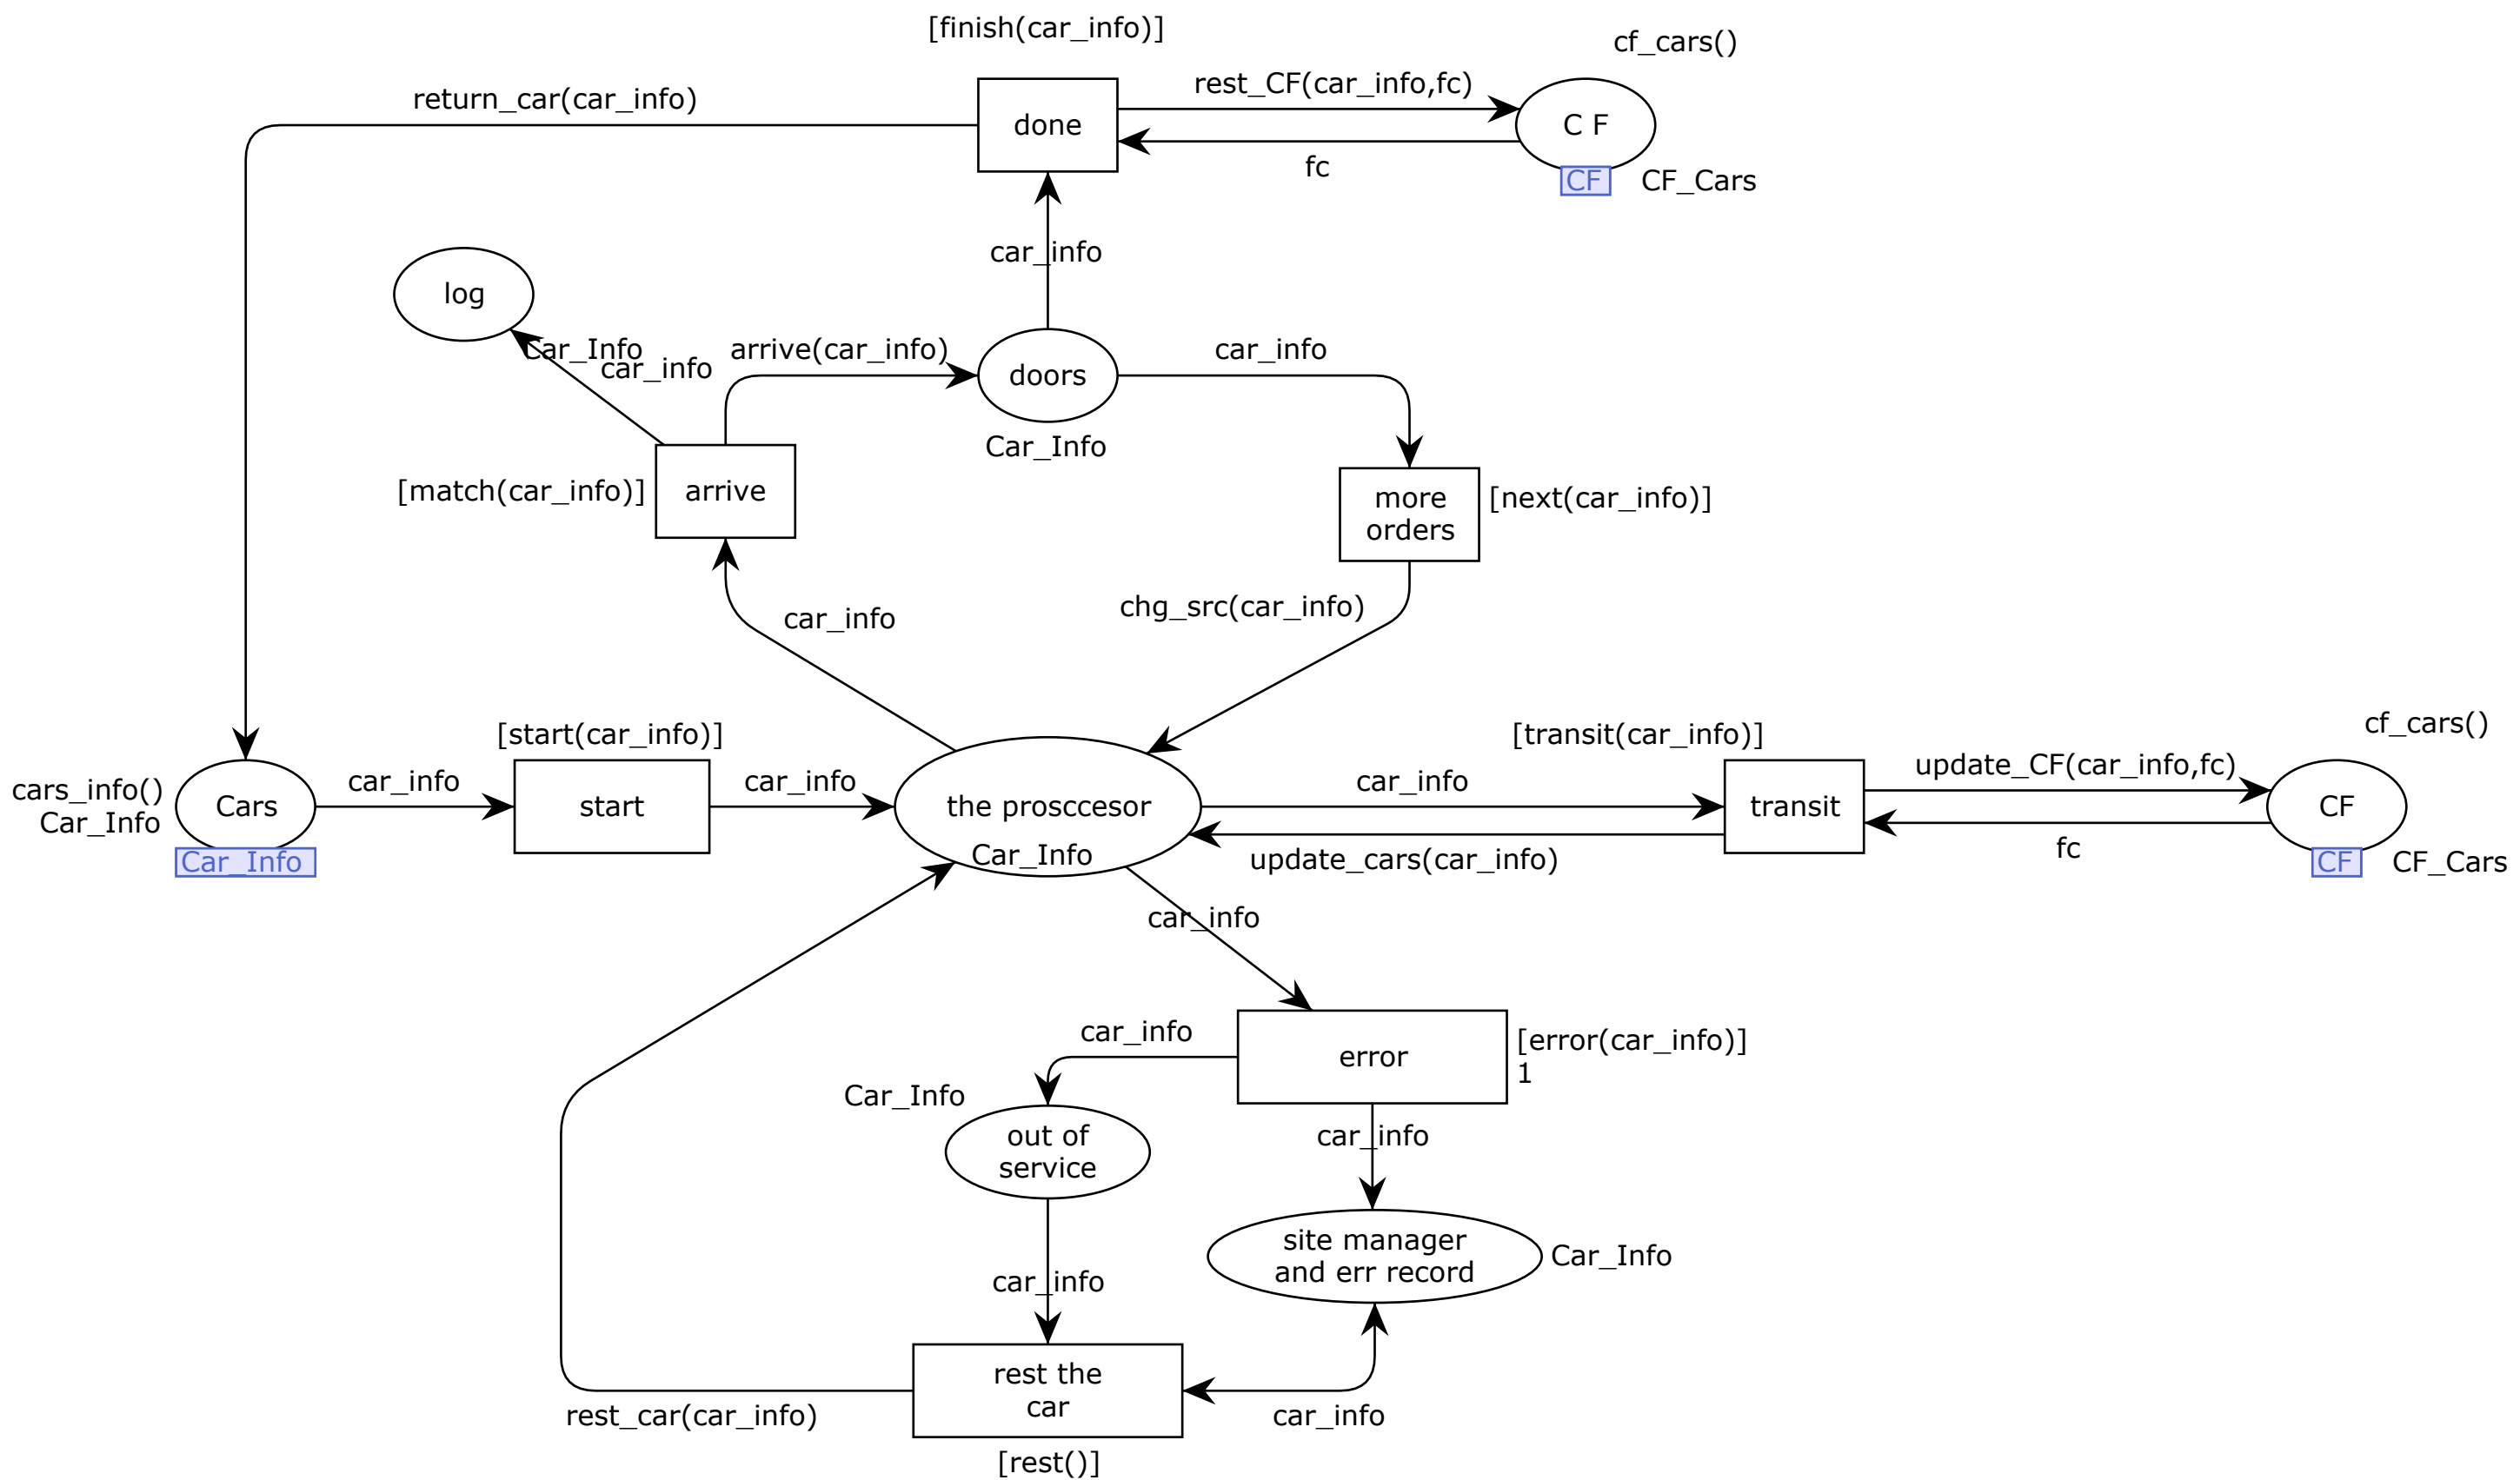 [finish(car_info)]
cf_cars()
return_car(car_info)
done
rest_CF(car_info,fc)
C F
fc
CF
CF_Cars
car_info
log
Car_Info
car_info
arrive(car_info)
doors
car_info
Car_Info
[match(car_info)]
arrive
more
orders
[next(car_info)]
car_info
chg_src(car_info)
[start(car_info)]
[transit(car_info)]
cf_cars()
cars_info()
Car_Info
Cars
Car_Info
car_info
start
car_info
the prosccesor
Car_Info
car_info
update_cars(car_info)
transit
update_CF(car_info,fc)
fc
CF
CF
CF_Cars
car_info
car_info
error
[error(car_info)]
1
Car_Info
out of
service
car_info
site manager
and err record
Car_Info
car_info
rest the
car
rest_car(car_info)
car_info
[rest()]